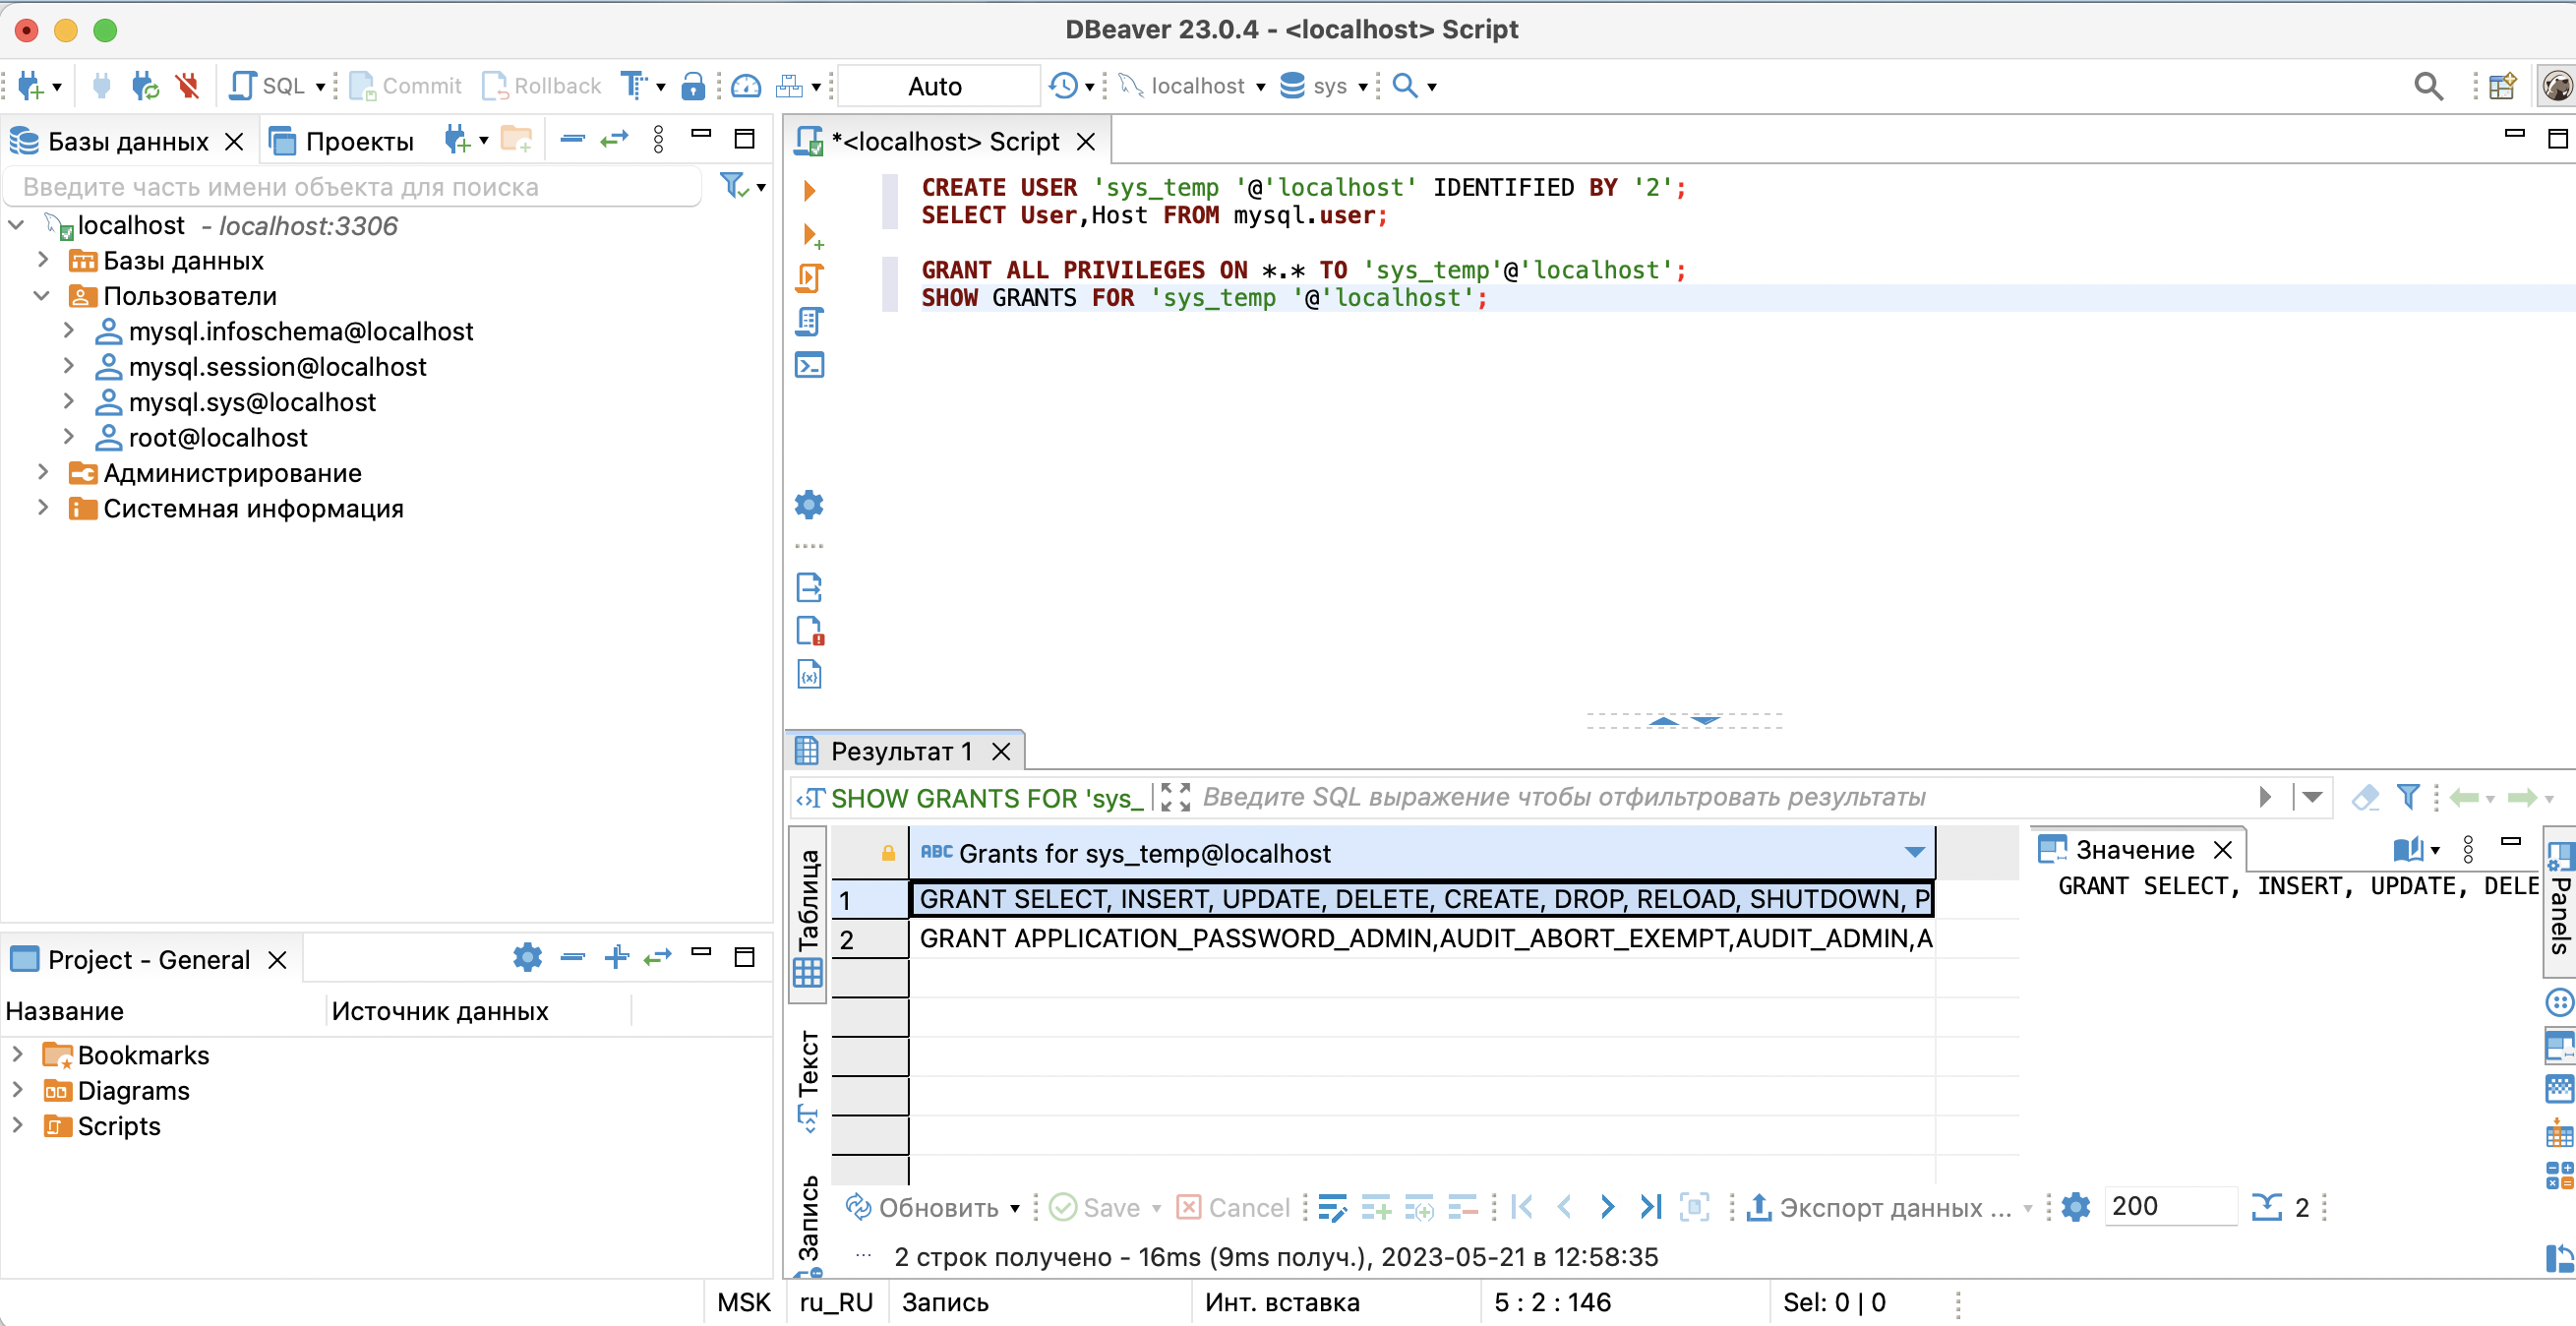 DBeaver 23.0.4 - <localhost> Script
SQL Commit Rollback Auto localhost sys
Базы данных Проекты
Введите часть имени объекта для поиска
localhost - localhost:3306
Базы данных
Пользователи
mysql.infoschema@localhost
mysql.session@localhost
mysql.sys@localhost
root@localhost
Администрирование
Системная информация
Project - General
Название Источник данных
Bookmarks
Diagrams
Scripts
*<localhost> Script
CREATE USER 'sys_temp '@'localhost' IDENTIFIED BY '2';
SELECT User,Host FROM mysql.user;
GRANT ALL PRIVILEGES ON *.* TO 'sys_temp'@'localhost';
SHOW GRANTS FOR 'sys_temp '@'localhost';
Результат 1
SHOW GRANTS FOR 'sys_ Введите SQL выражение чтобы отфильтровать результаты
Таблица
Текст
Запись
ABC Grants for sys_temp@localhost
1 GRANT SELECT, INSERT, UPDATE, DELETE, CREATE, DROP, RELOAD, SHUTDOWN, P
2 GRANT APPLICATION_PASSWORD_ADMIN,AUDIT_ABORT_EXEMPT,AUDIT_ADMIN,A
Значение
GRANT SELECT, INSERT, UPDATE, DELE
Panels
Обновить Save Cancel Экспорт данных ... 200 2
... 2 строк получено - 16ms (9ms получ.), 2023-05-21 в 12:58:35
MSK ru_RU Запись Инт. вставка 5 : 2 : 146 Sel: 0 | 0